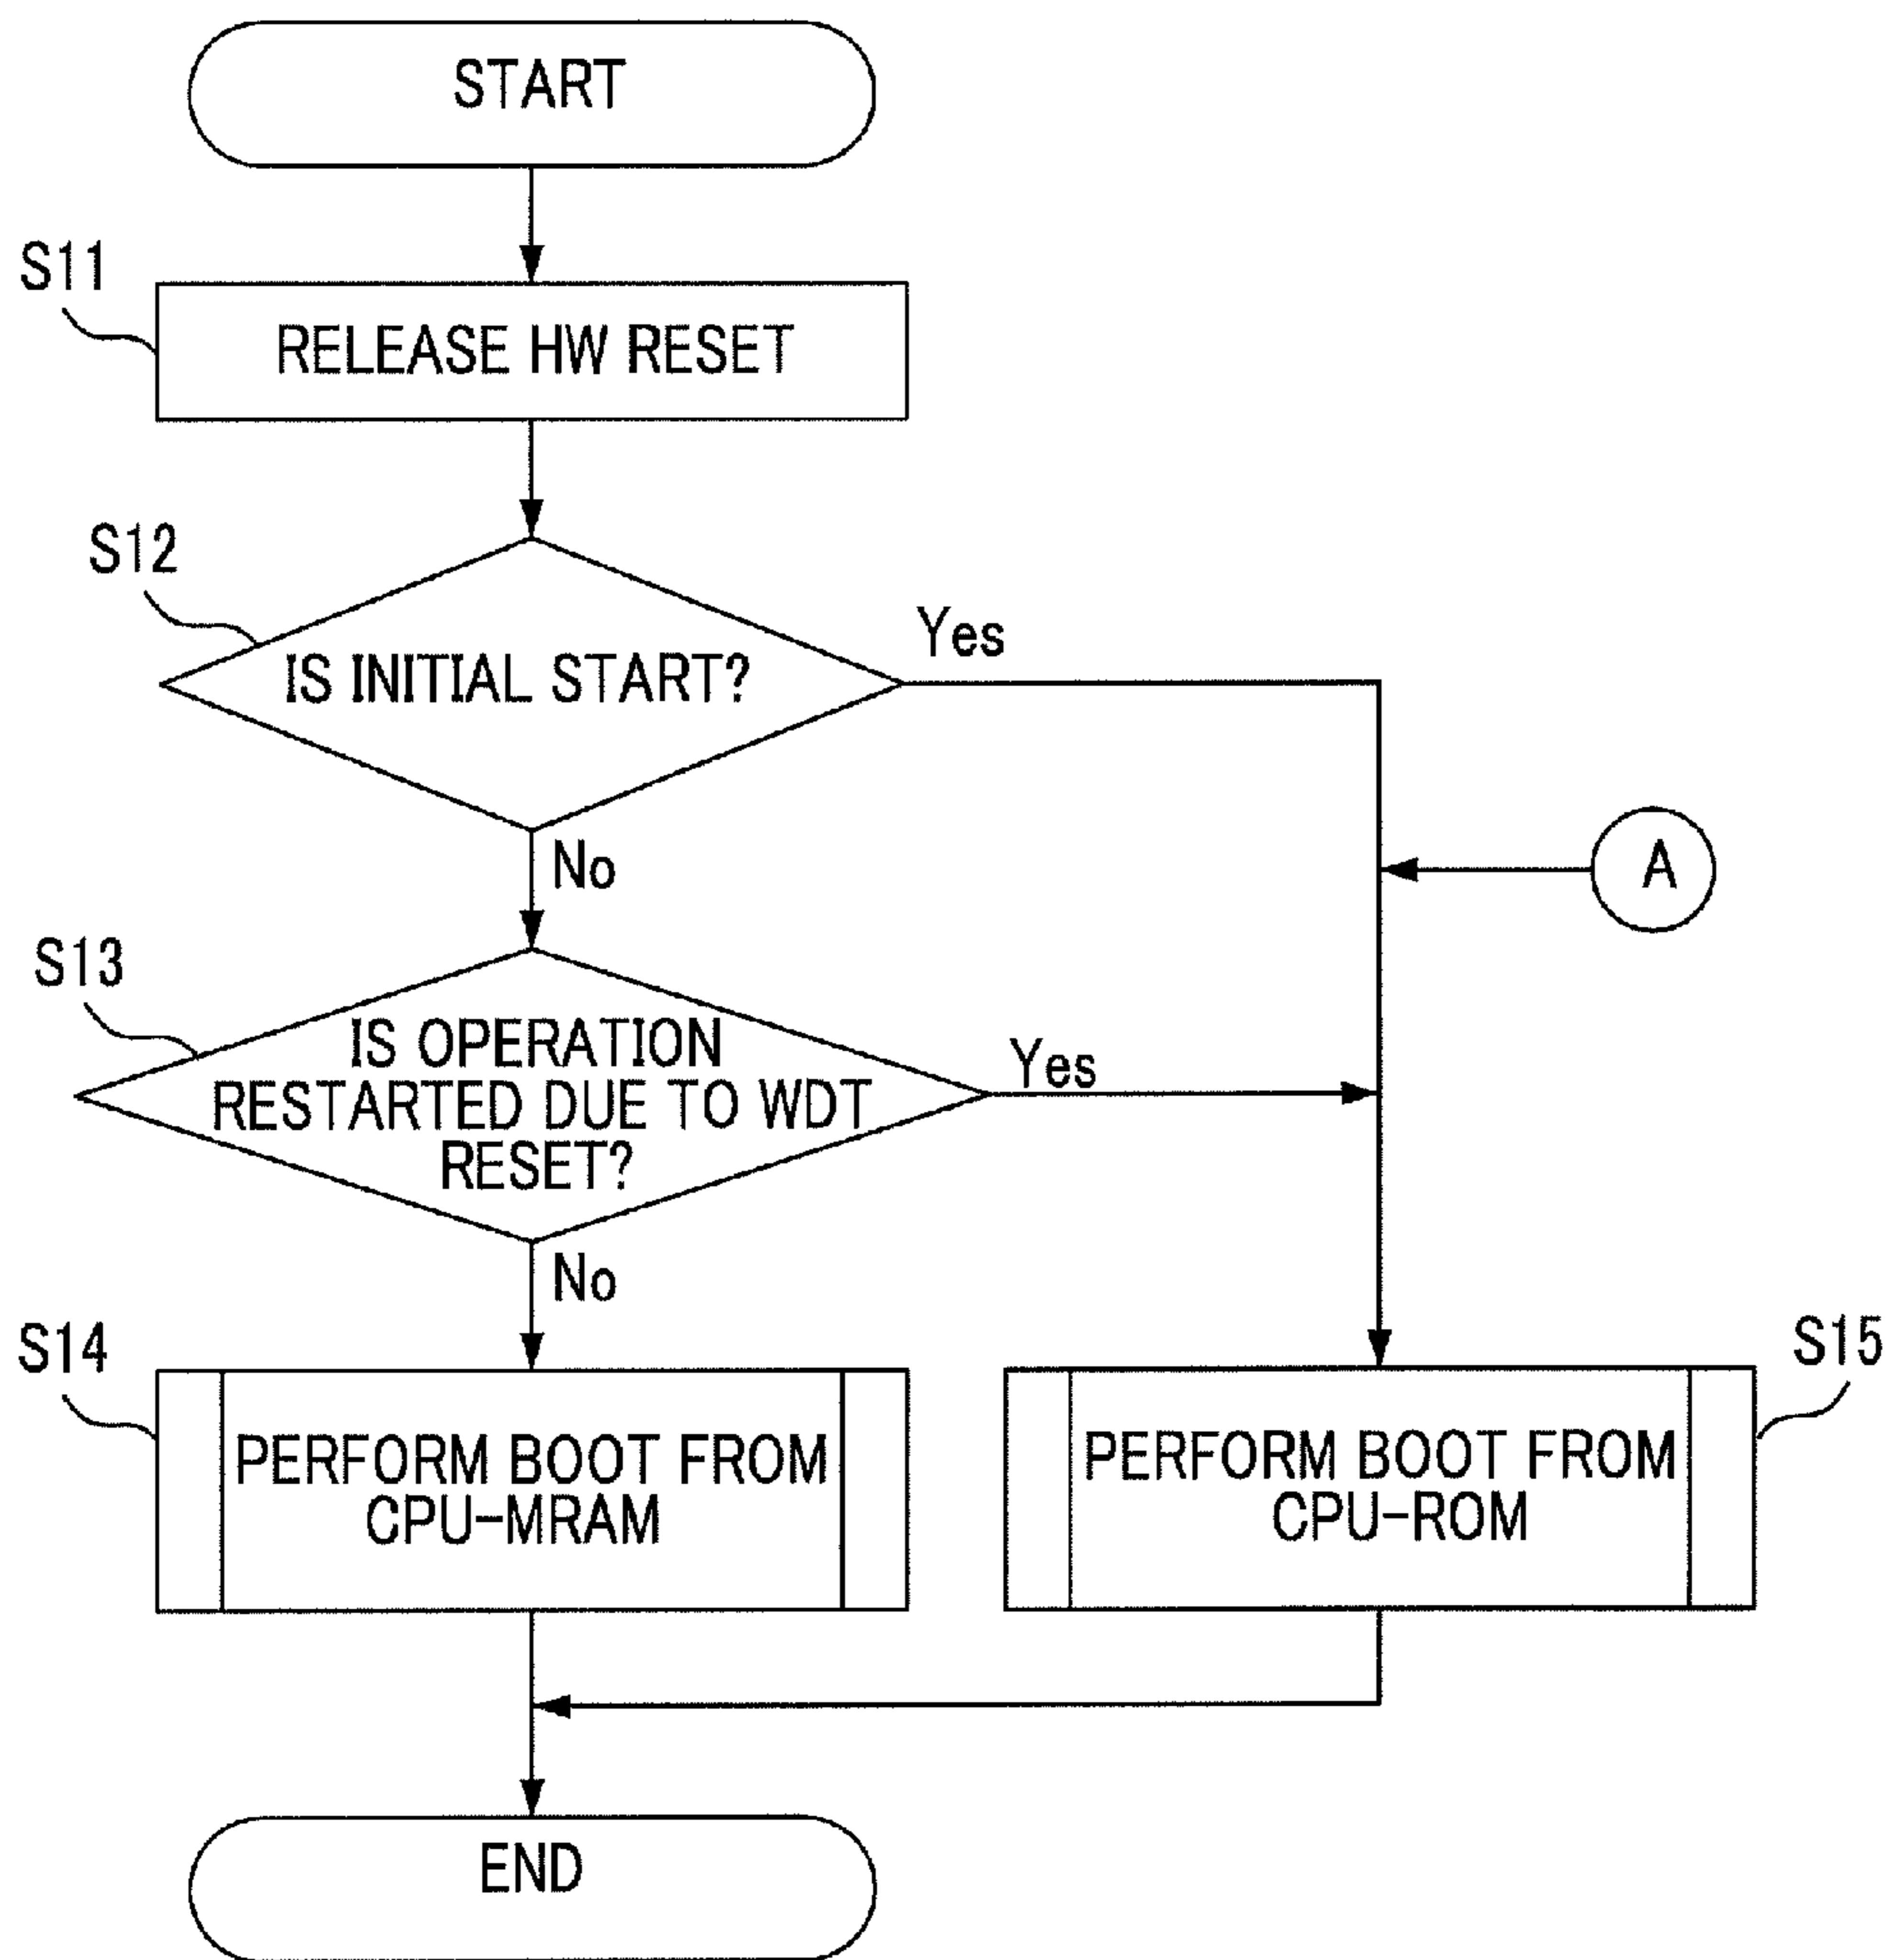 START
S11
RELEASE HW RESET
S12
IS INITIAL START?
Yes
No
A
S13
IS OPERATION
RESTARTED DUE TO WDT
RESET?
Yes
No
S14
PERFORM BOOT FROM
CPU-MRAM
S15
PERFORM BOOT FROM
CPU-ROM
END